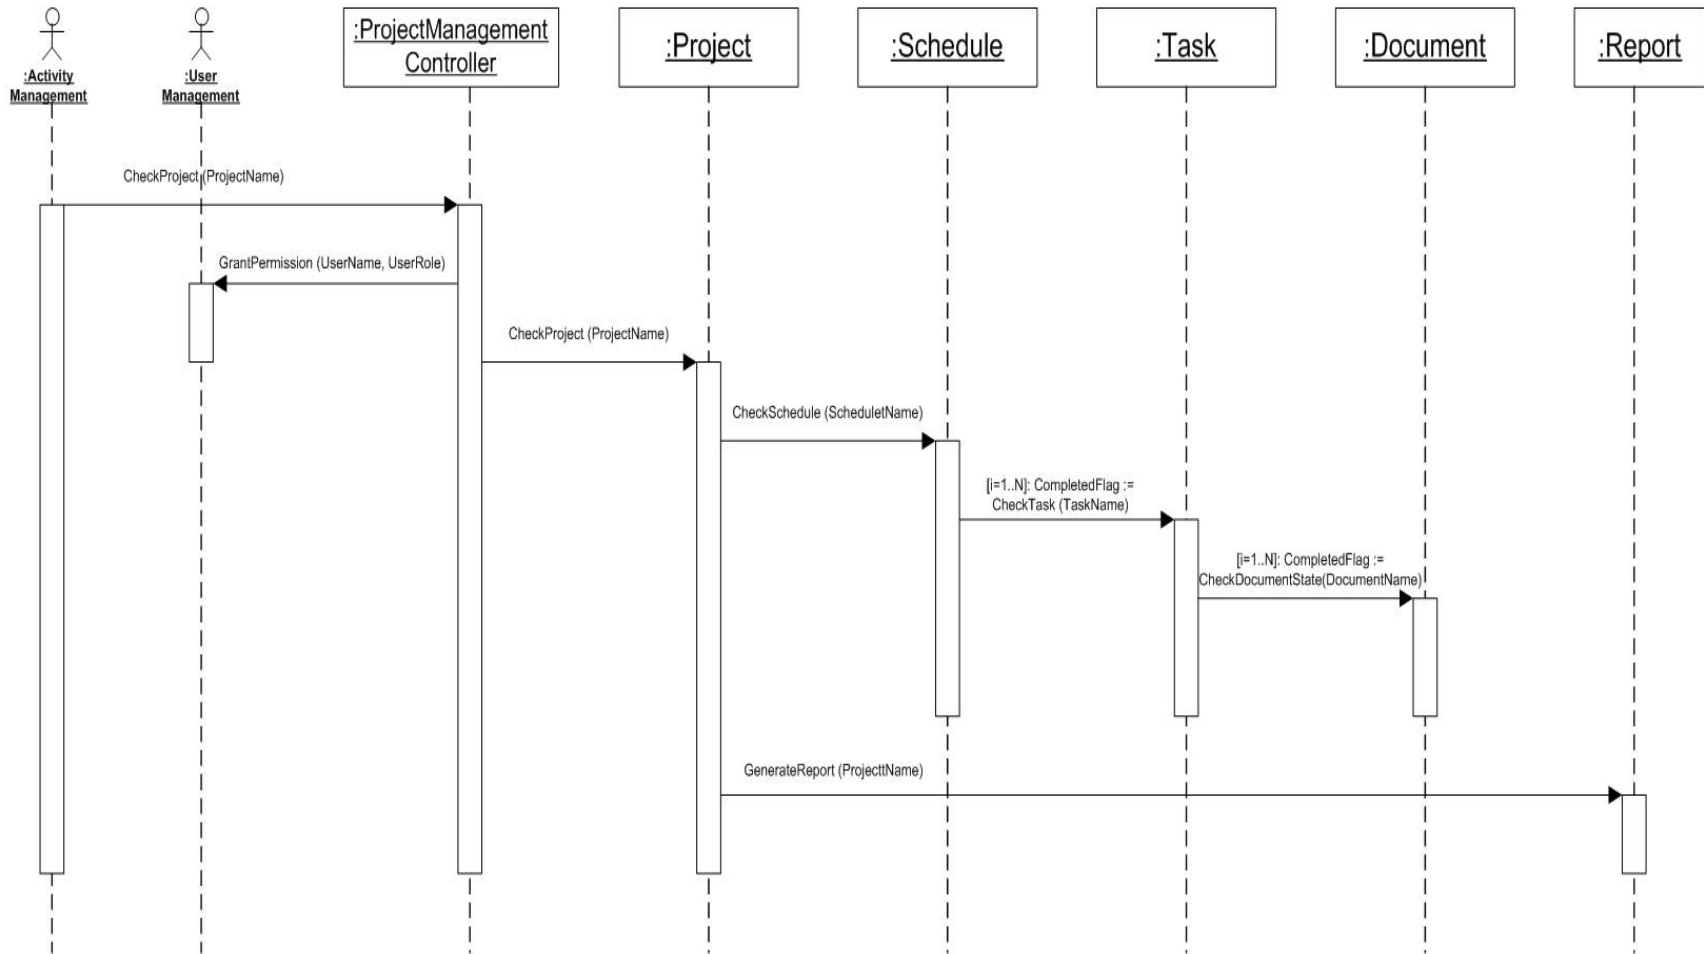 :Activity
Management
:User
Management
:ProjectManagement
Controller
:Project
:Schedule
:Task
:Document
:Report
CheckProject (ProjectName)
GrantPermission (UserName, UserRole)
CheckProject (ProjectName)
CheckSchedule (ScheduletName)
[i=1..N]: CompletedFlag :=
CheckTask (TaskName)
[i=1..N]: CompletedFlag :=
CheckDocumentState(DocumentName)
GenerateReport (ProjecttName)